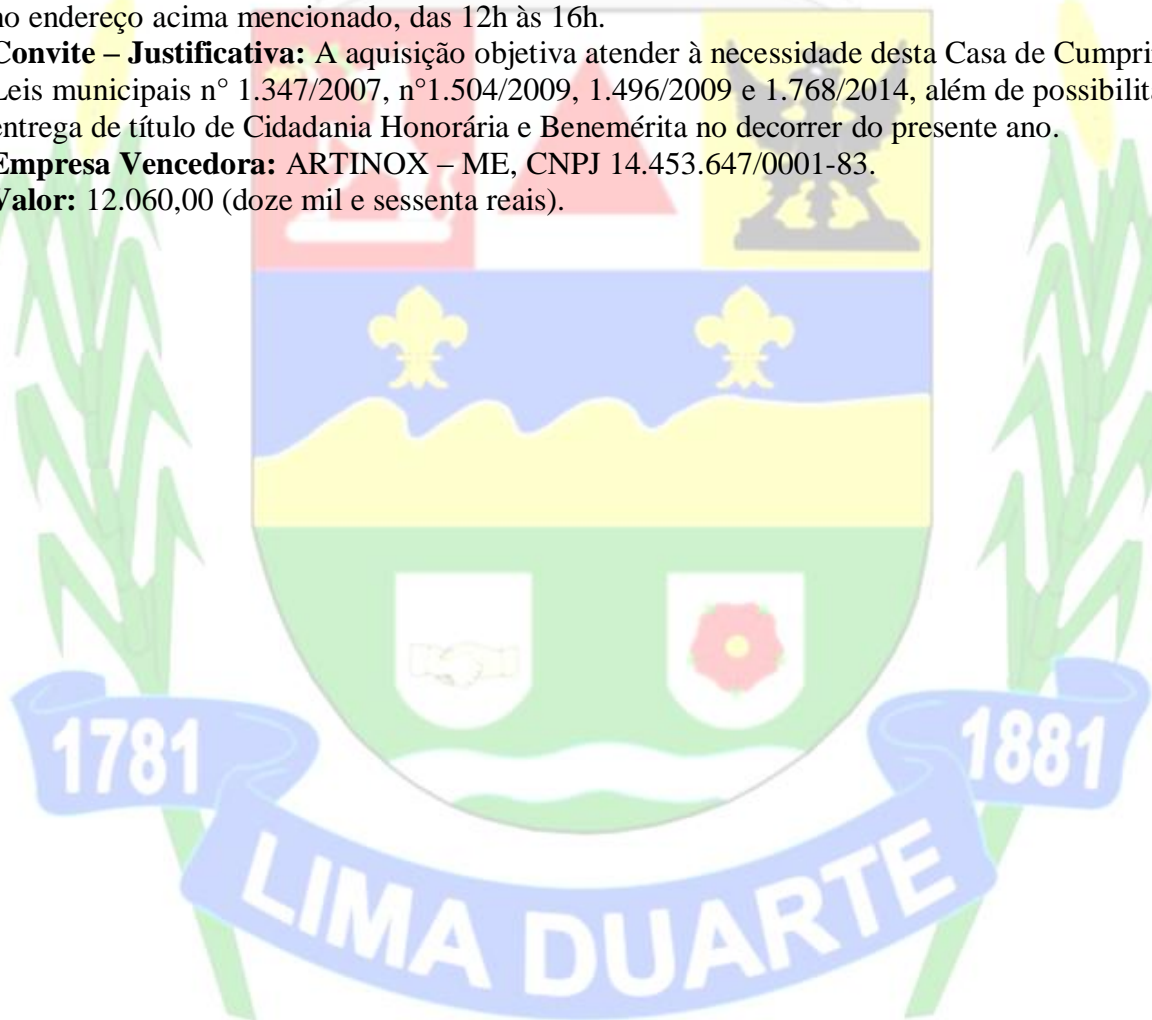 no endereço acima mencionado, das 12h às 16h.
Convite – Justificativa: A aquisição objetiva atender à necessidade desta Casa de Cumpri
Leis municipais n° 1.347/2007, n°1.504/2009, 1.496/2009 e 1.768/2014, além de possibilita
entrega de título de Cidadania Honorária e Benemérita no decorrer do presente ano.
Empresa Vencedora: ARTINOX – ME, CNPJ 14.453.647/0001-83.
Valor: 12.060,00 (doze mil e sessenta reais).
1781
1881
LIMA DUARTE